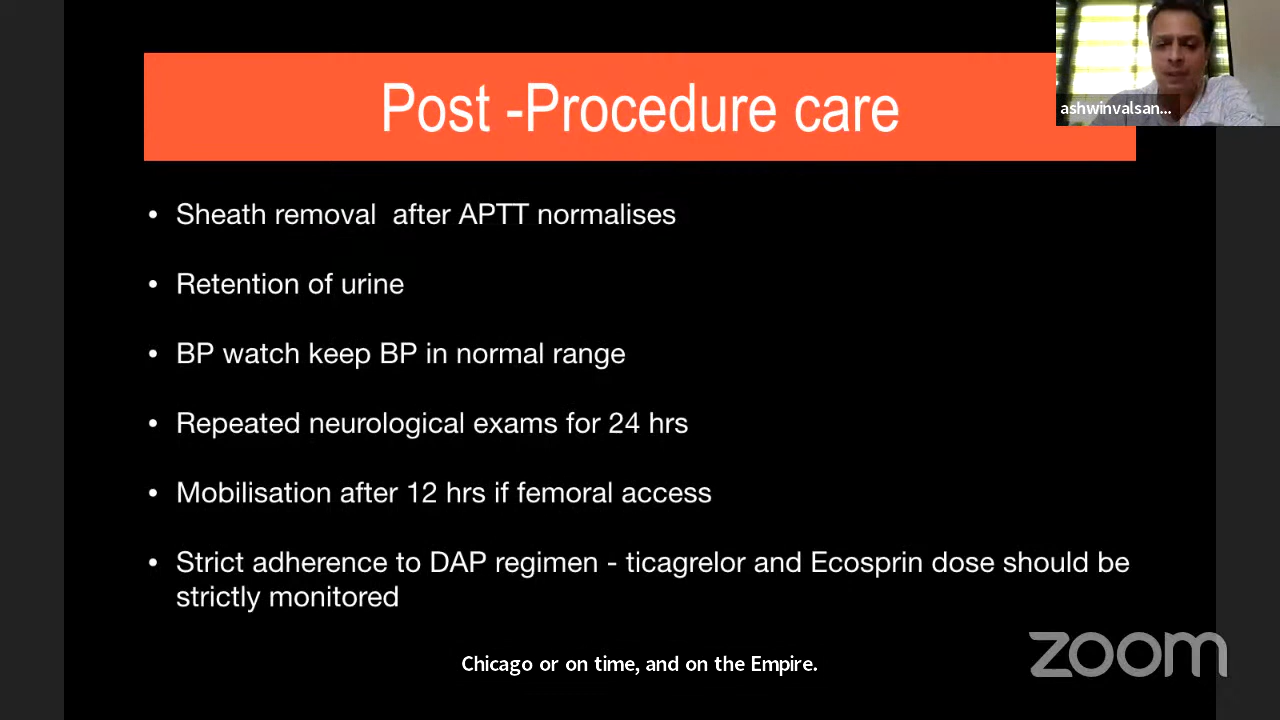 Post -Procedure care
ashwinvalsan...
• Sheath removal  after APTT normalises
• Retention of urine
• BP watch keep BP in normal range
• Repeated neurological exams for 24 hrs
• Mobilisation after 12 hrs if femoral access
• Strict adherence to DAP regimen - ticagrelor and Ecosprin dose should be
strictly monitored
Chicago or on time, and on the Empire.
zoom